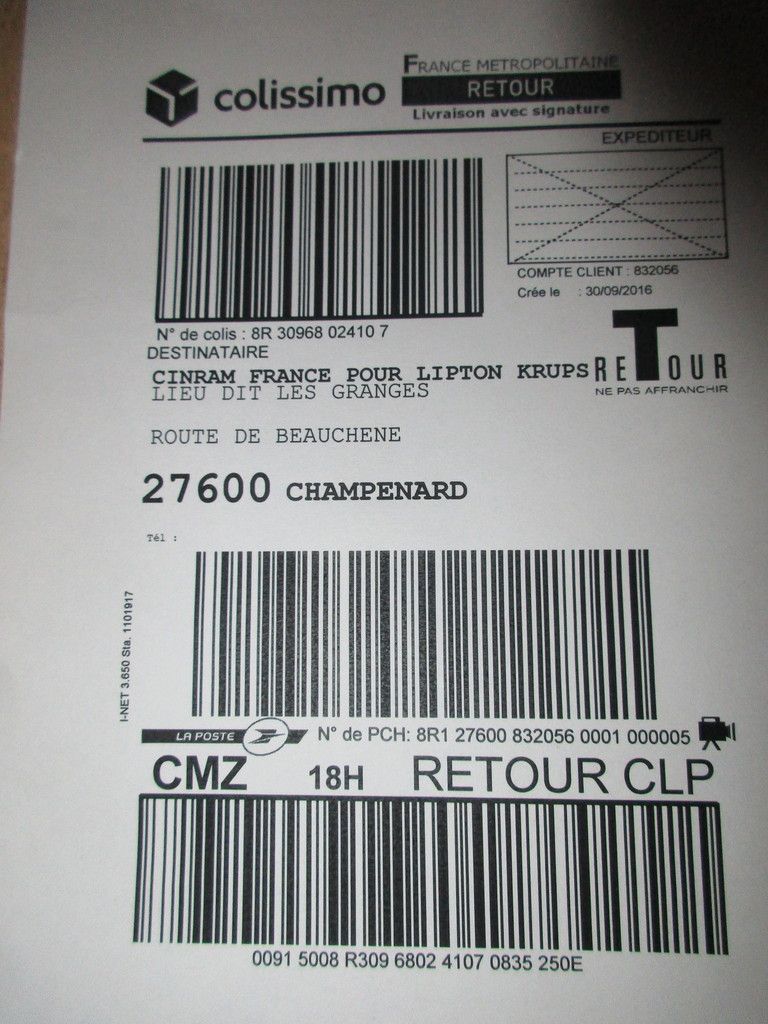 colissimo
FRANCE METROPOLITAINE
RETOUR
Livraison avec signature
EXPEDITEUR
COMPTE CLIENT : 832056
Crée le : 30/09/2016
N° de colis : 8R 30968 02410 7
DESTINATAIRE
CINRAM FRANCE POUR LIPTON KRUPS
LIEU DIT LES GRANGES
RETOUR
NE PAS AFFRANCHIR
ROUTE DE BEAUCHENE
27600 CHAMPENARD
Tél :
I-NET 3.650 Sta. 1101917
LA POSTE
N° de PCH: 8R1 27600 832056 0001 000005
CMZ 18H RETOUR CLP
0091 5008 R309 6802 4107 0835 250E